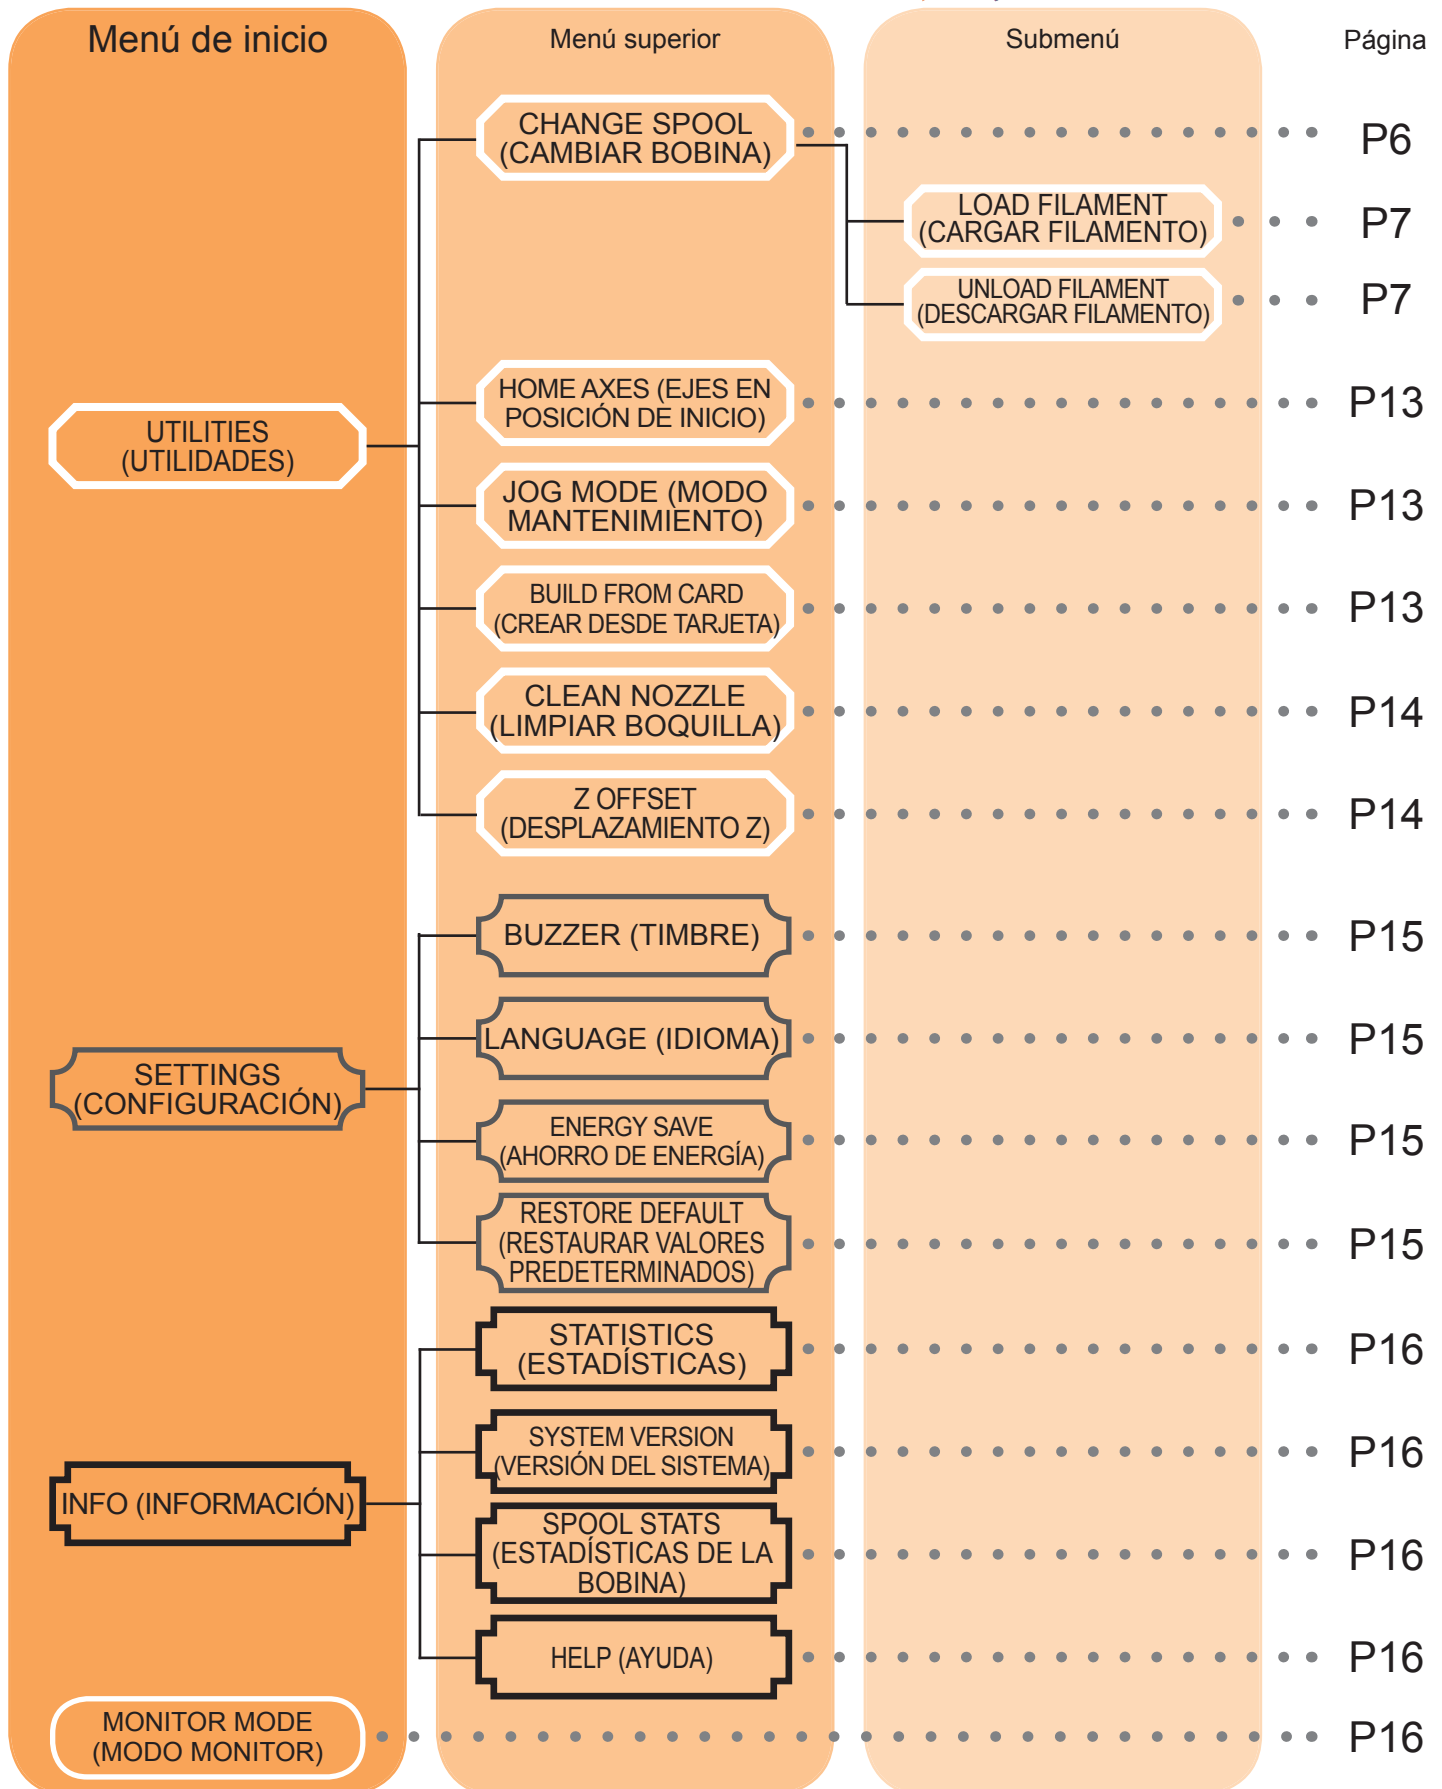 Menú de inicio
Menú superior
Submenú
Página
CHANGE SPOOL
(CAMBIAR BOBINA)
P6
LOAD FILAMENT
(CARGAR FILAMENTO)
P7
UNLOAD FILAMENT
(DESCARGAR FILAMENTO)
P7
UTILITIES
(UTILIDADES)
HOME AXES (EJES EN
POSICIÓN DE INICIO)
P13
JOG MODE (MODO
MANTENIMIENTO)
P13
BUILD FROM CARD
(CREAR DESDE TARJETA)
P13
CLEAN NOZZLE
(LIMPIAR BOQUILLA)
P14
Z OFFSET
(DESPLAZAMIENTO Z)
P14
BUZZER (TIMBRE)
P15
LANGUAGE (IDIOMA)
P15
SETTINGS
(CONFIGURACIÓN)
ENERGY SAVE
(AHORRO DE ENERGÍA)
P15
RESTORE DEFAULT
(RESTAURAR VALORES
PREDETERMINADOS)
P15
STATISTICS
(ESTADÍSTICAS)
P16
SYSTEM VERSION
(VERSIÓN DEL SISTEMA)
P16
INFO (INFORMACIÓN)
SPOOL STATS
(ESTADÍSTICAS DE LA
BOBINA)
P16
HELP (AYUDA)
P16
MONITOR MODE
(MODO MONITOR)
P16